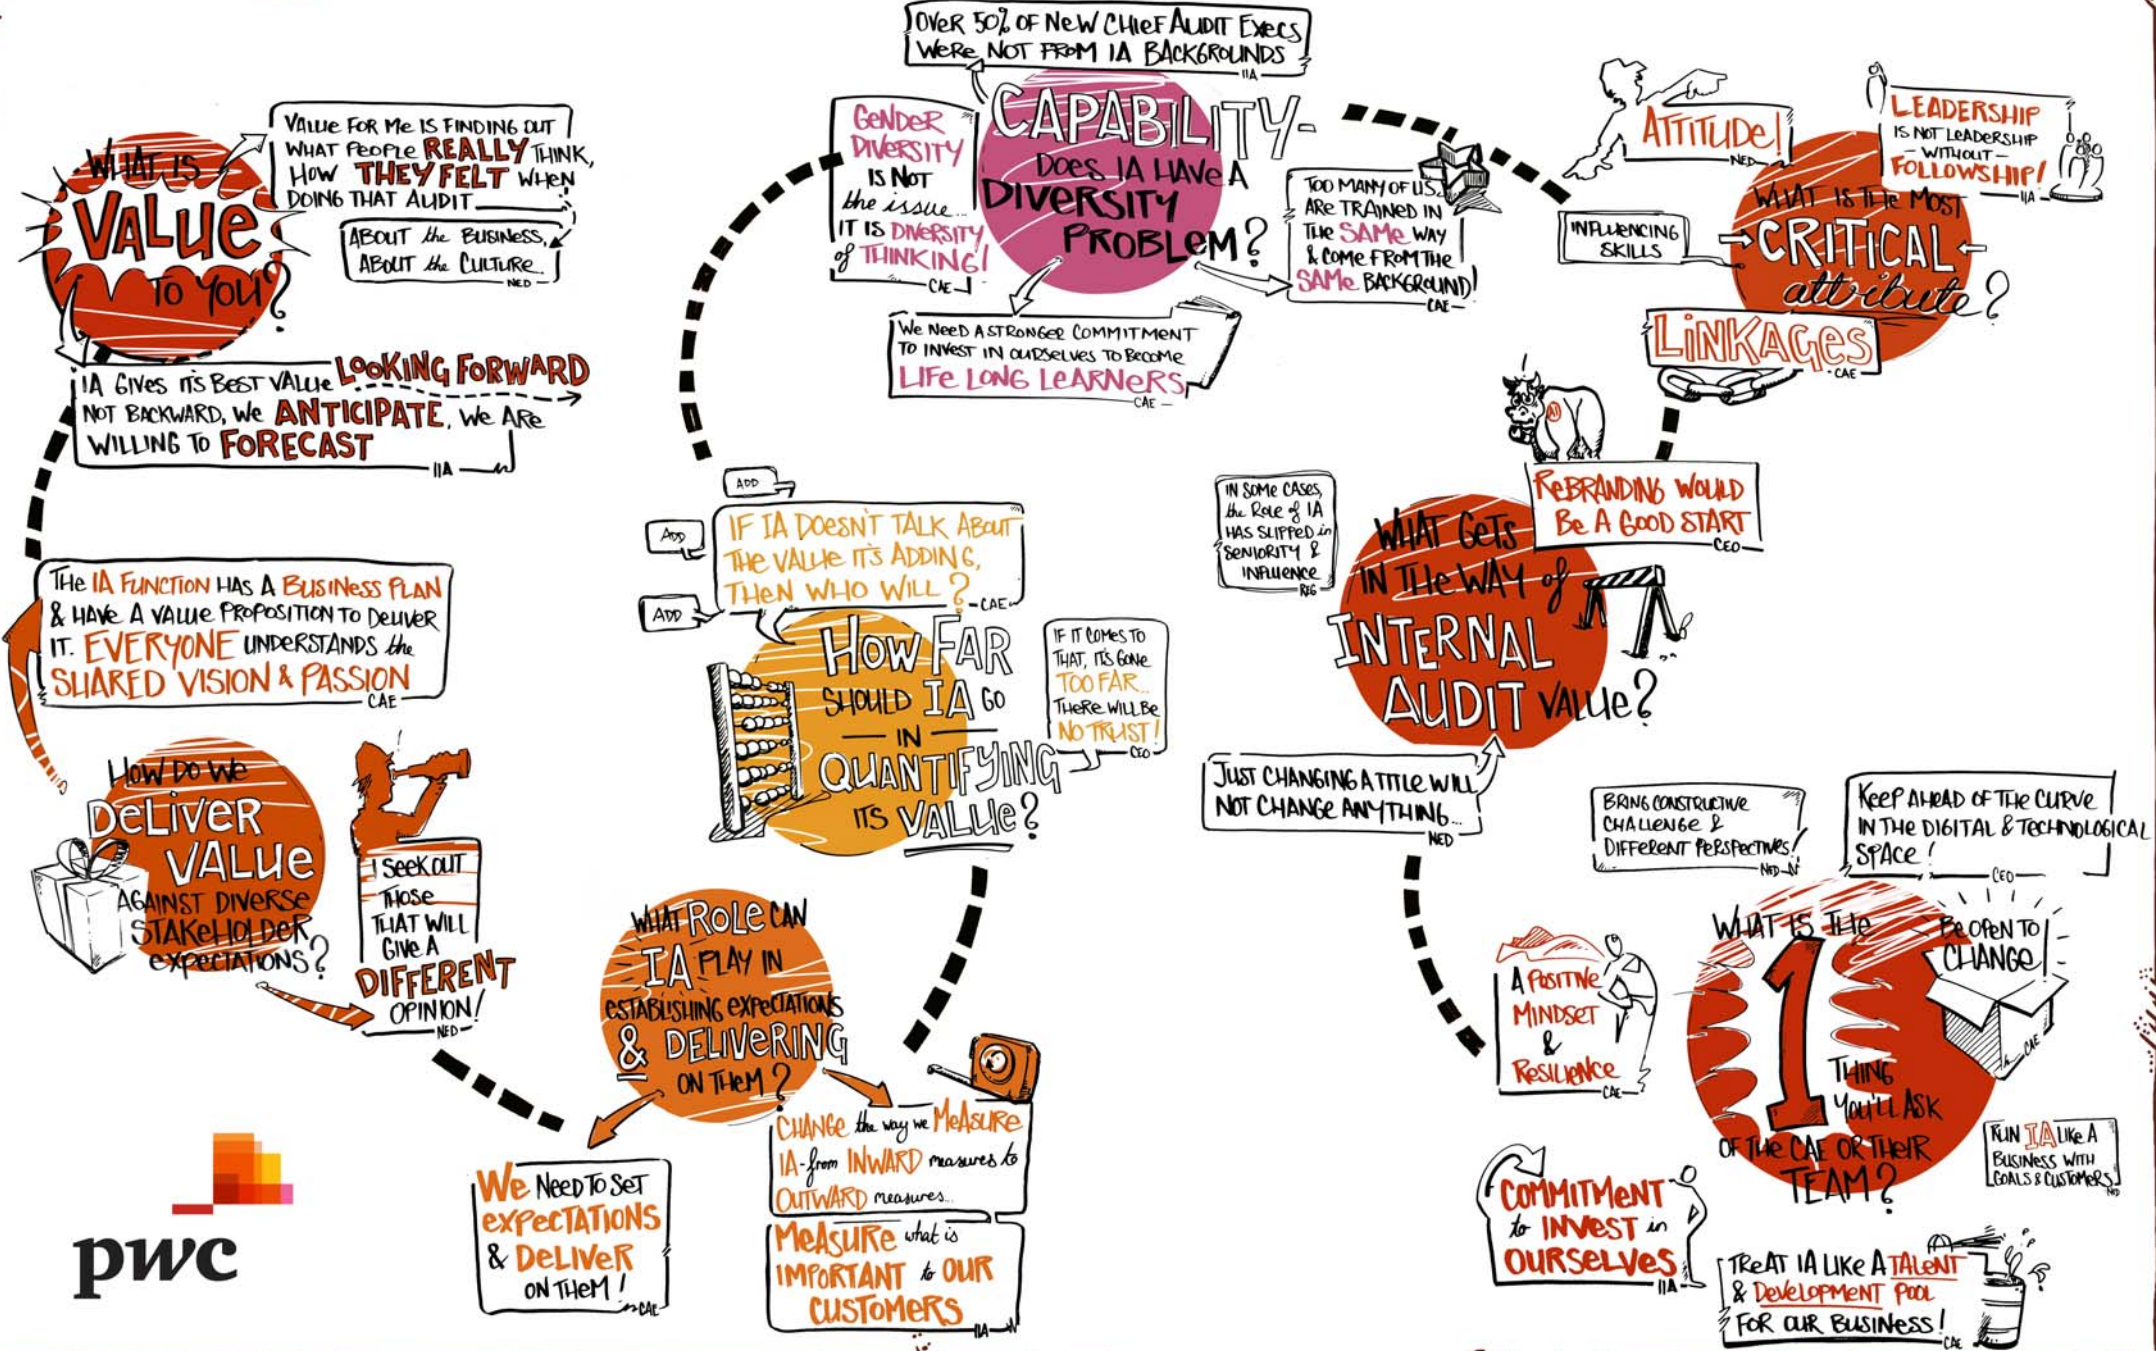 WHAT IS
VALUE
TO YOU?
VALUE FOR ME IS FINDING OUT
WHAT PEOPLE REALLY THINK,
HOW THEY FELT WHEN
DOING THAT AUDIT
ABOUT the BUSINESS,
ABOUT the CULTURE.
NED
IA GIVES IT'S BEST VALUE LOOKING FORWARD
NOT BACKWARD, WE ANTICIPATE, WE ARE
WILLING TO FORECAST
IIA
THE IA FUNCTION HAS A BUSINESS PLAN
& HAVE A VALUE PROPOSITION TO DELIVER
IT. EVERYONE UNDERSTANDS the
SHARED VISION & PASSION
CAE
HOW DO WE
DELIVER
VALUE
AGAINST DIVERSE
STAKEHOLDER
EXPECTATIONS?
I SEEK OUT
THOSE
THAT WILL
GIVE A
DIFFERENT
OPINION!
NED
pwc
WHAT ROLE CAN
IA PLAY IN
ESTABLISHING EXPECTATIONS
& DELIVERING
ON THEM?
WE NEED TO SET
EXPECTATIONS
& DELIVER
ON THEM!
CAE
CHANGE the way we MEASURE
IA - from INWARD measures to
OUTWARD measures...
MEASURE what is
IMPORTANT to OUR
CUSTOMERS
IIA
ADD
ADD
ADD
IF IA DOESN'T TALK ABOUT
THE VALUE IT'S ADDING,
THEN WHO WILL?
CAE
HOW FAR
SHOULD IA GO
IN
QUANTIFYING
ITS VALUE?
IF IT COMES TO
THAT, IT'S GONE
TOO FAR..
THERE WILL BE
NO TRUST!
CEO
OVER 50% OF NEW CHIEF AUDIT EXECS
WERE NOT FROM IA BACKGROUNDS
IIA
CAPABILITY-
DOES IA HAVE A
DIVERSITY
PROBLEM?
GENDER
DIVERSITY
IS NOT
the issue...
IT IS DIVERSITY
of THINKING!
CAE
TOO MANY OF US
ARE TRAINED IN
THE SAME WAY
& COME FROM THE
SAME BACKGROUND!
CAE
WE NEED A STRONGER COMMITMENT
TO INVEST IN OURSELVES TO BECOME
LIFE LONG LEARNERS
CAE
ATTITUDE!
NED
LEADERSHIP
IS NOT LEADERSHIP
- WITHOUT -
FOLLOWSHIP!
IIA
INFLUENCING
SKILLS
WHAT IS THE MOST
CRITICAL
attribute?
LINKAGES
CAE
AI
REBRANDING WOULD
BE A GOOD START
CEO
IN SOME CASES,
the ROLE of IA
HAS SLIPPED in
SENIORITY &
INFLUENCE
REG
WHAT GETS
IN THE WAY of
INTERNAL
AUDIT VALUE?
JUST CHANGING A TITLE WILL
NOT CHANGE ANYTHING...
NED
BRING CONSTRUCTIVE
CHALLENGE &
DIFFERENT PERSPECTIVES!
NED
KEEP AHEAD OF THE CURVE
IN THE DIGITAL & TECHNOLOGICAL
SPACE!
CEO
WHAT IS THE
1
THING
YOU'LL ASK
OF THE CAE OR THEIR
TEAM?
BE OPEN TO
CHANGE!
CAE
A POSITIVE
MINDSET
&
RESILIENCE
CAE
RUN IA LIKE A
BUSINESS WITH
GOALS & CUSTOMERS
COMMITMENT
to INVEST in
OURSELVES
IIA
TREAT IA LIKE A TALENT
& DEVELOPMENT POOL
FOR OUR BUSINESS!
CAE